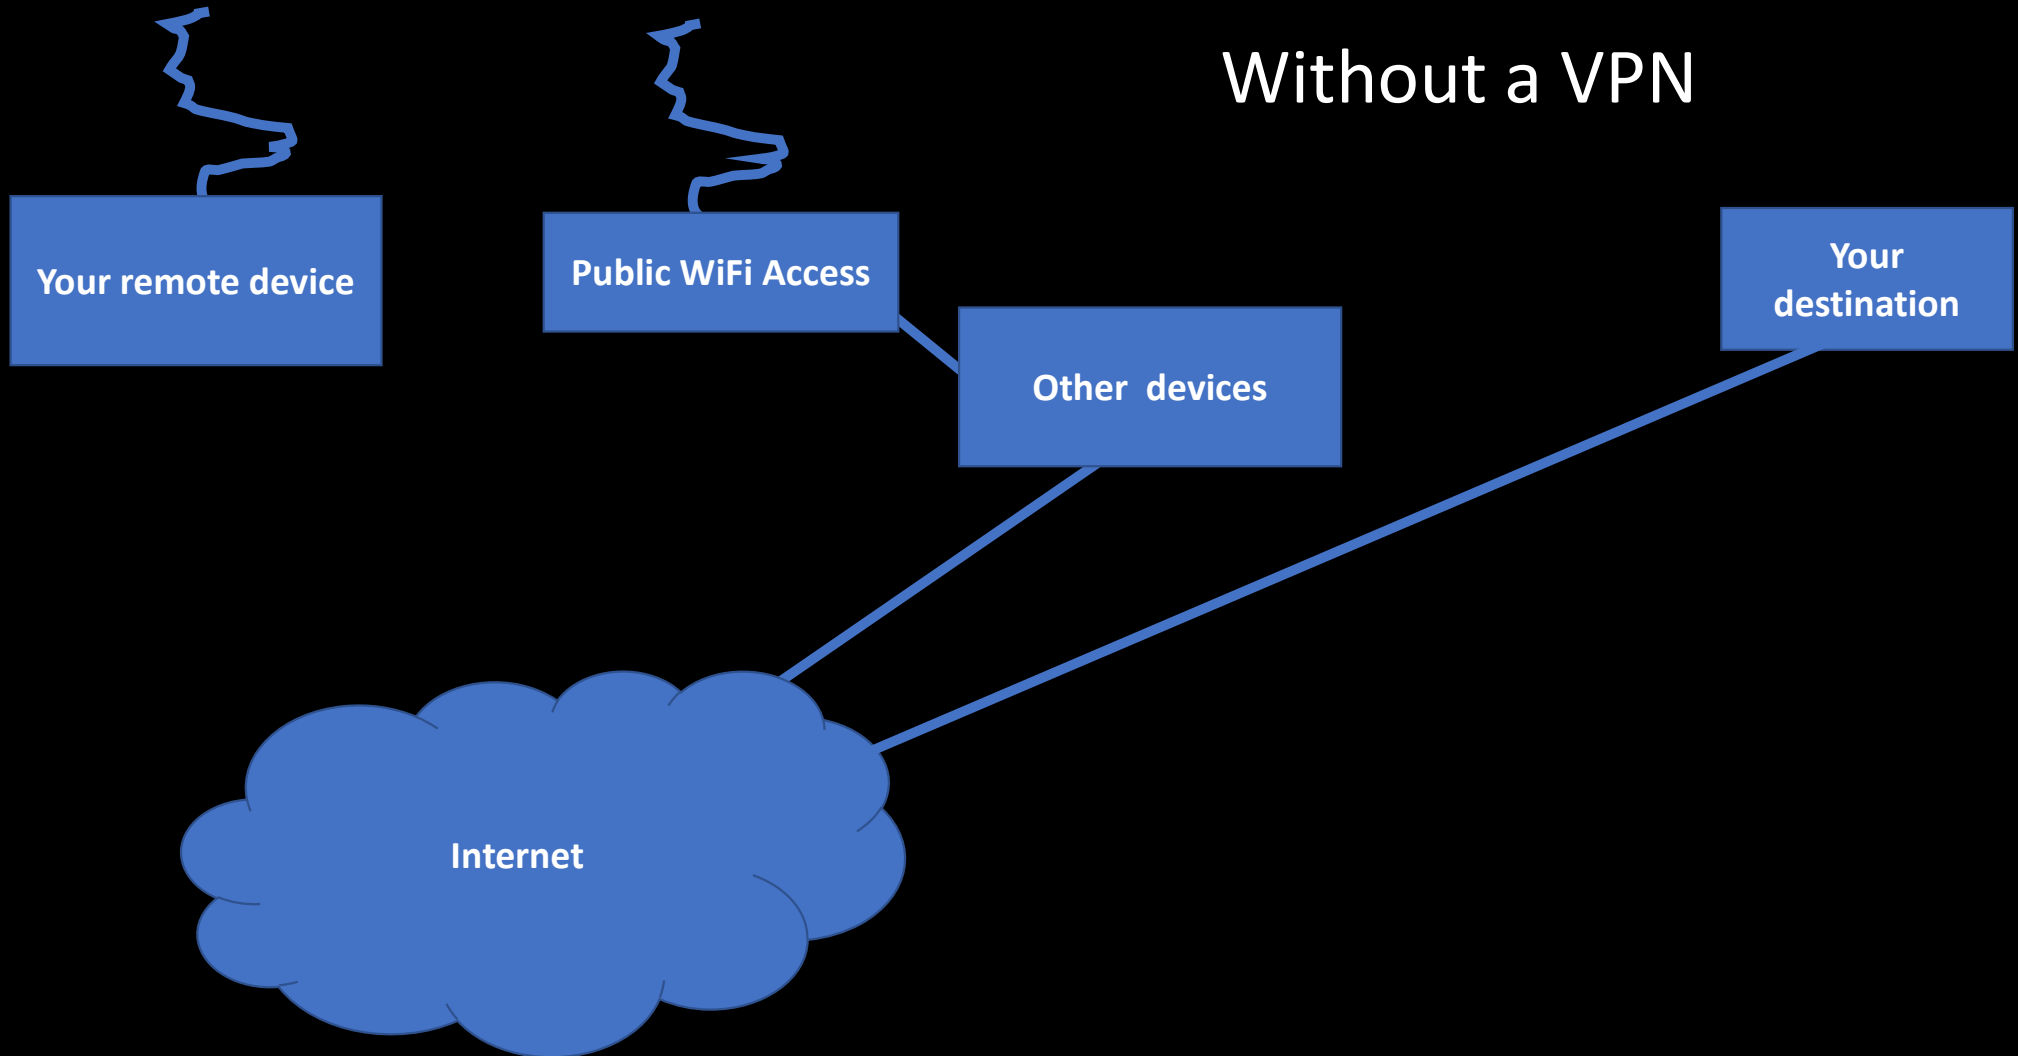 Without a VPN
Your remote device
Public WiFi Access
Your
destination
Other  devices
Internet